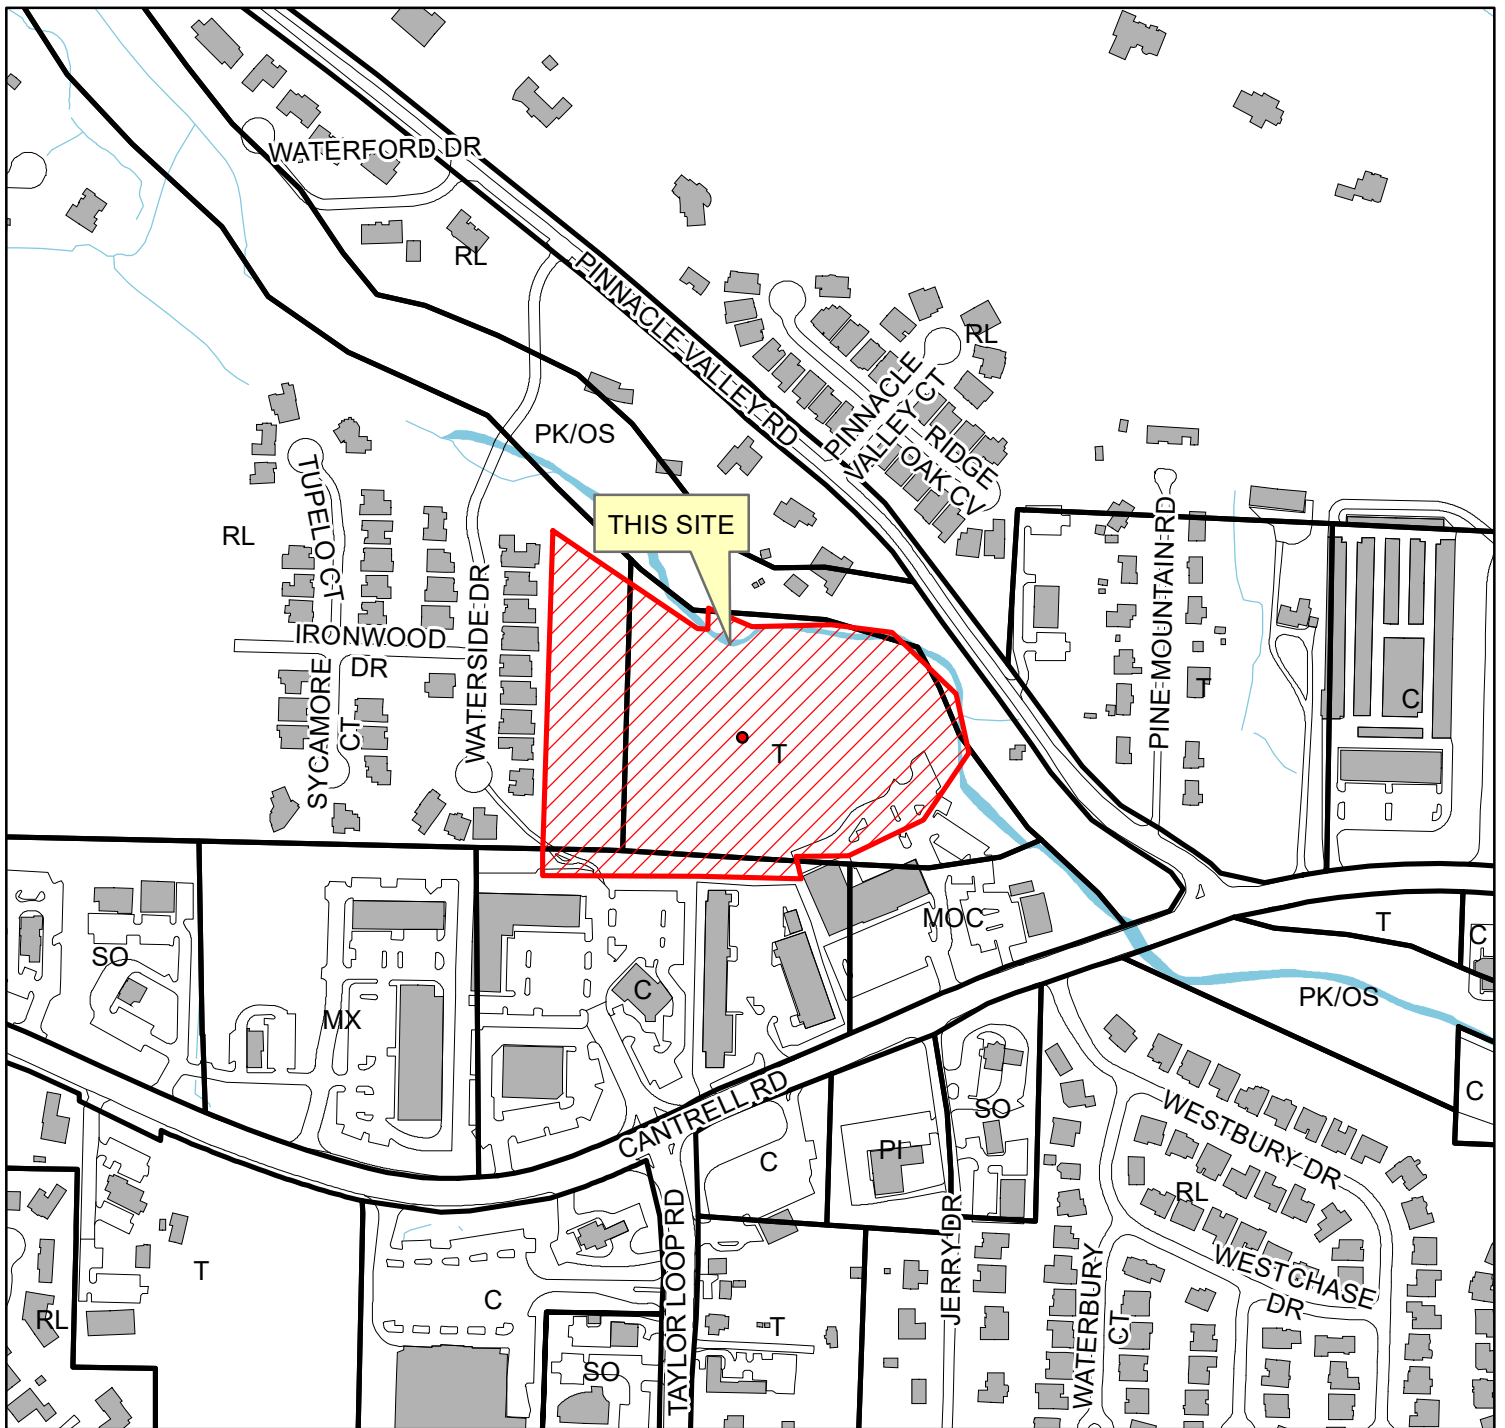 WATERFORD DR
RL
PINNACLE VALLEY RD
RL
PINNACLE
VALLEY CT
RIDGE
OAK CV
PK/OS
THIS SITE
RL
TUPELO CT
IRONWOOD
DR
SYCAMORE
CT
WATERSIDE DR
PINE MOUNTAIN RD
T
C
T
SO
MX
C
MOC
T
C
PK/OS
C
CANTRELL RD
C
PI
SO
WESTBURY DR
RL
WESTCHASE
DR
WATERBURY
CT
JERRY DR
TAYLOR LOOP RD
T
RL
C
SO
T